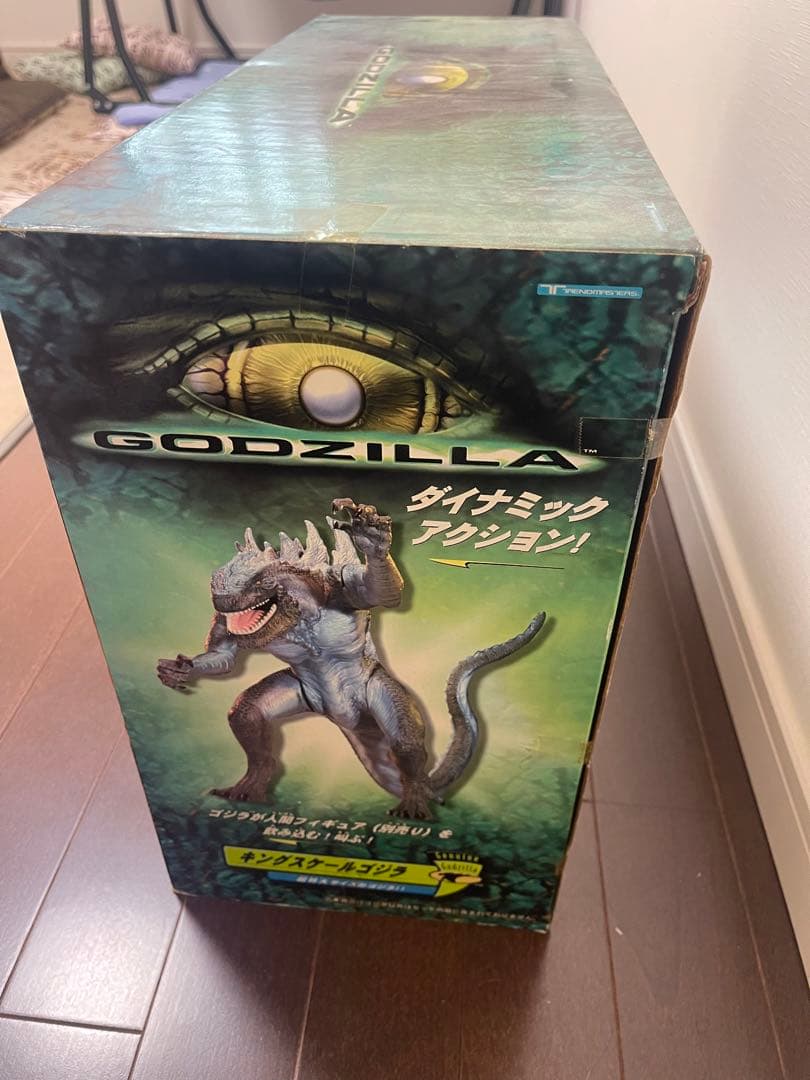 GODZILLA
TRENDMASTERS
GODZILLA™
ダイナミック
アクション!
ゴジラが人間フィギュア(別売り)を
飲み込む!叫ぶ!
キングスケールゴジラ
Genuine
Godzilla